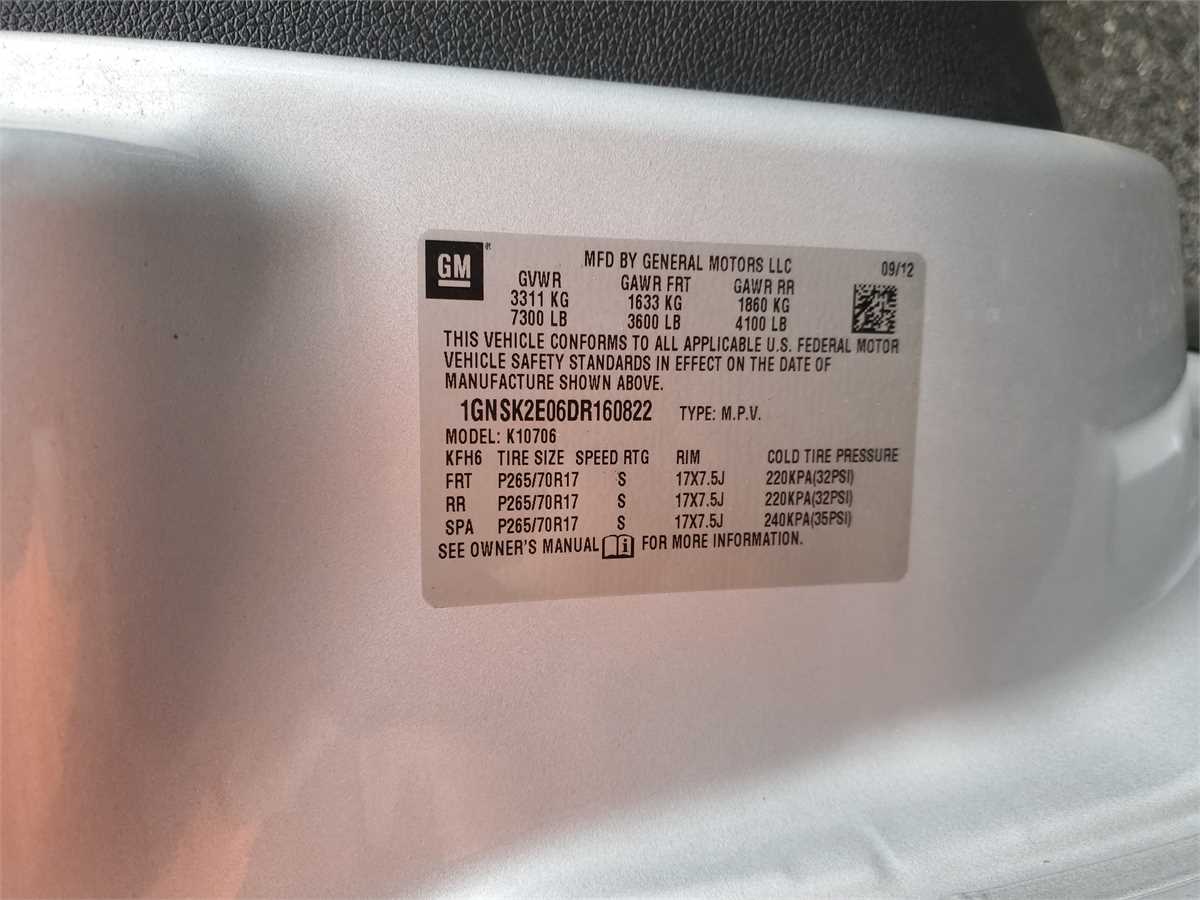 GM
MFD BY GENERAL MOTORS LLC 09/12
GVWR GAWR FRT GAWR RR
3311 KG 1633 KG 1860 KG
7300 LB 3600 LB 4100 LB
THIS VEHICLE CONFORMS TO ALL APPLICABLE U.S. FEDERAL MOTOR
VEHICLE SAFETY STANDARDS IN EFFECT ON THE DATE OF
MANUFACTURE SHOWN ABOVE.
1GNSK2E06DR160822 TYPE: M.P.V.
MODEL: K10706
KFH6 TIRE SIZE SPEED RTG RIM COLD TIRE PRESSURE
FRT P265/70R17 S 17X7.5J 220KPA(32PSI)
RR P265/70R17 S 17X7.5J 220KPA(32PSI)
SPA P265/70R17 S 17X7.5J 240KPA(35PSI)
SEE OWNER'S MANUAL i FOR MORE INFORMATION.